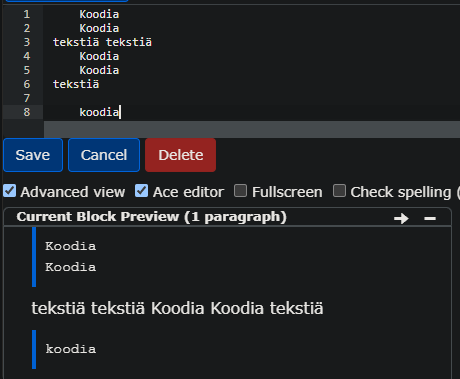 1 Koodia
2 Koodia
3 tekstiä tekstiä
4 Koodia
5 Koodia
6 tekstiä
7
8 koodia
Save Cancel Delete
Advanced view Ace editor Fullscreen Check spelling (
Current Block Preview (1 paragraph)
Koodia
Koodia
tekstiä tekstiä Koodia Koodia tekstiä
koodia